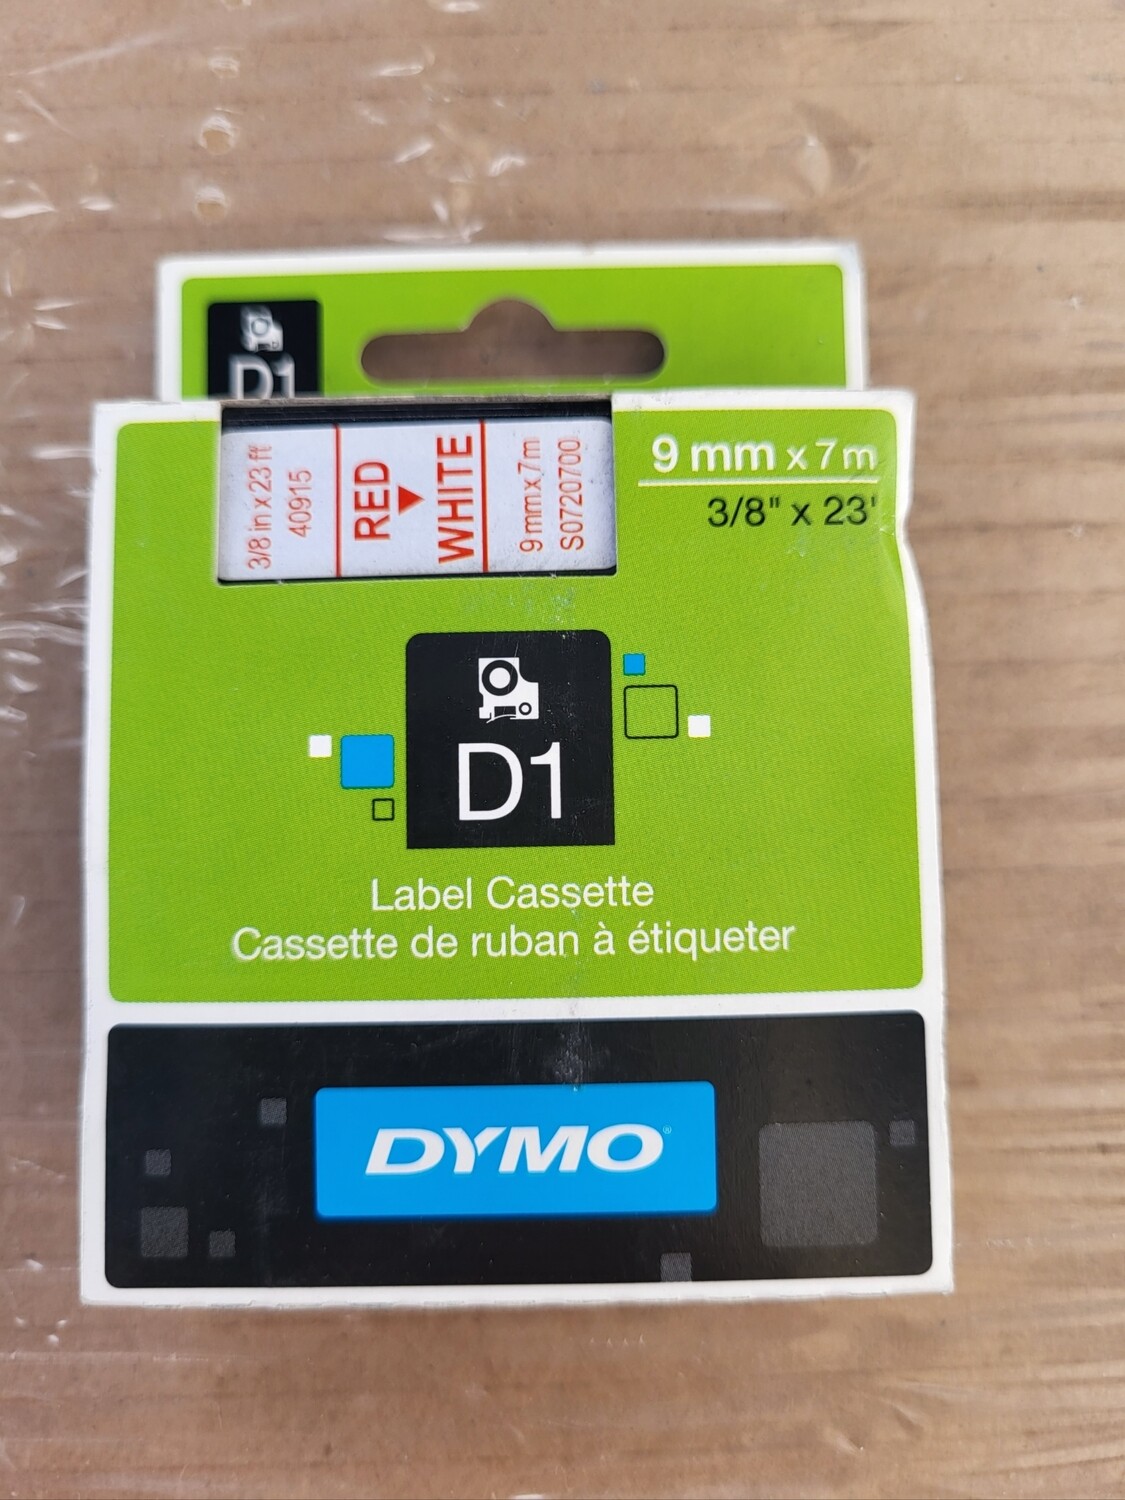 D1
3/8 in x 23 ft
40915
RED
▼
WHITE
9 mm x 7 m
S0720700
9 mm x 7 m
3/8" x 23'
D1
Label Cassette
Cassette de ruban à étiqueter
DYMO®